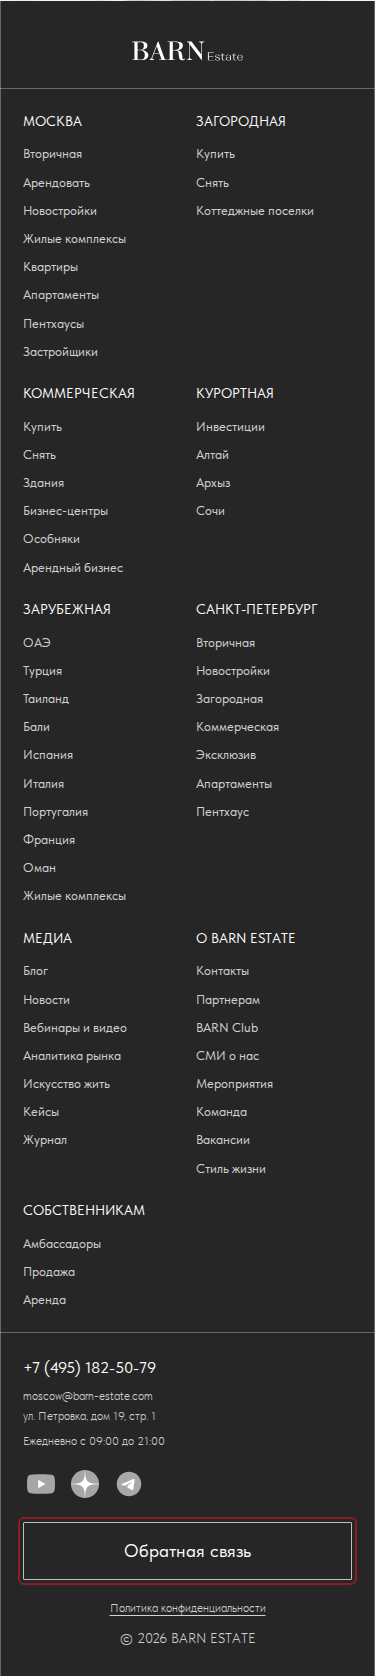 BARN Estate
МОСКВА
Вторичная
Арендовать
Новостройки
Жилые комплексы
Квартиры
Апартаменты
Пентхаусы
Застройщики
ЗАГОРОДНАЯ
Купить
Снять
Коттеджные поселки
КОММЕРЧЕСКАЯ
Купить
Снять
Здания
Бизнес-центры
Особняки
Арендный бизнес
КУРОРТНАЯ
Инвестиции
Алтай
Архыз
Сочи
ЗАРУБЕЖНАЯ
ОАЭ
Турция
Таиланд
Бали
Испания
Италия
Португалия
Франция
Оман
Жилые комплексы
САНКТ-ПЕТЕРБУРГ
Вторичная
Новостройки
Загородная
Коммерческая
Эксклюзив
Апартаменты
Пентхаус
МЕДИА
Блог
Новости
Вебинары и видео
Аналитика рынка
Искусство жить
Кейсы
Журнал
О BARN ESTATE
Контакты
Партнерам
BARN Club
СМИ о нас
Мероприятия
Команда
Вакансии
Стиль жизни
СОБСТВЕННИКАМ
Амбассадоры
Продажа
Аренда
+7 (495) 182-50-79
moscow@barn-estate.com
ул. Петровка, дом 19, стр. 1
Ежедневно с 09:00 до 21:00
Обратная связь
Политика конфиденциальности
© 2026 BARN ESTATE